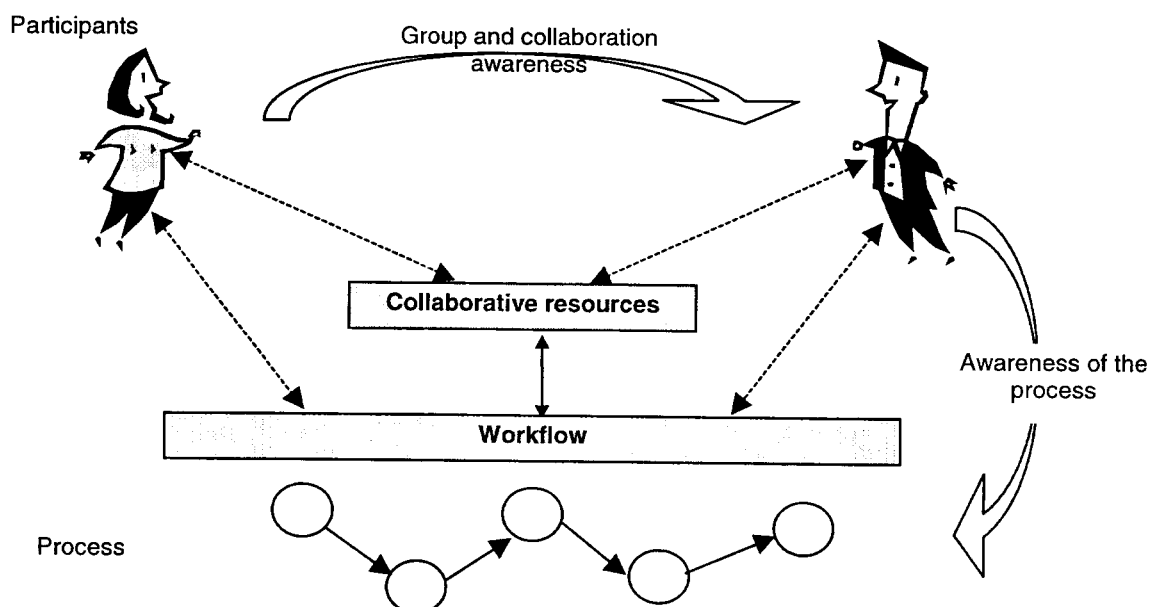 Participants
Group and collaboration
awareness
Collaborative resources
Awareness of the
process
Workflow
Process